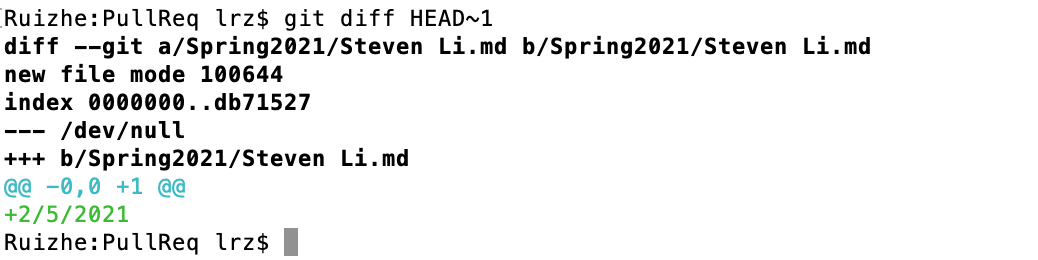 Ruizhe:PullReq lrz$ git diff HEAD~1
diff --git a/Spring2021/Steven Li.md b/Spring2021/Steven Li.md
new file mode 100644
index 0000000..db71527
--- /dev/null
+++ b/Spring2021/Steven Li.md
@@ -0,0 +1 @@
+2/5/2021
Ruizhe:PullReq lrz$